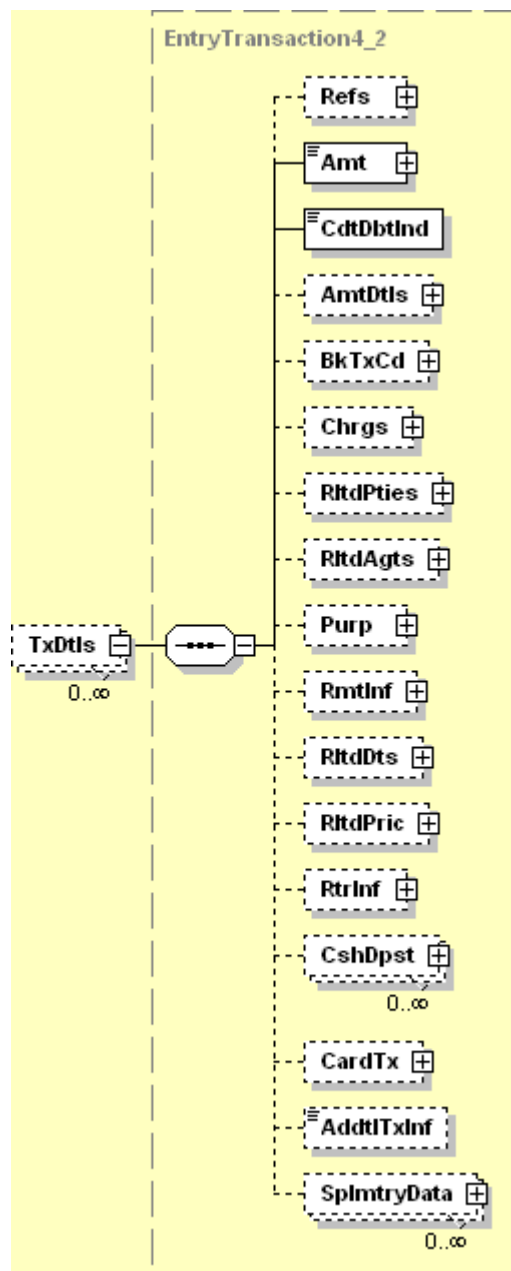 EntryTransaction4_2
Refs
Amt
CdtDbtInd
AmtDtls
BkTxCd
Chrgs
RltdPties
RltdAgts
Purp
TxDtls
0..∞
RmtInf
RltdDts
RltdPric
RtrInf
CshDpst
0..∞
CardTx
AddtlTxInf
SplmtryData
0..∞